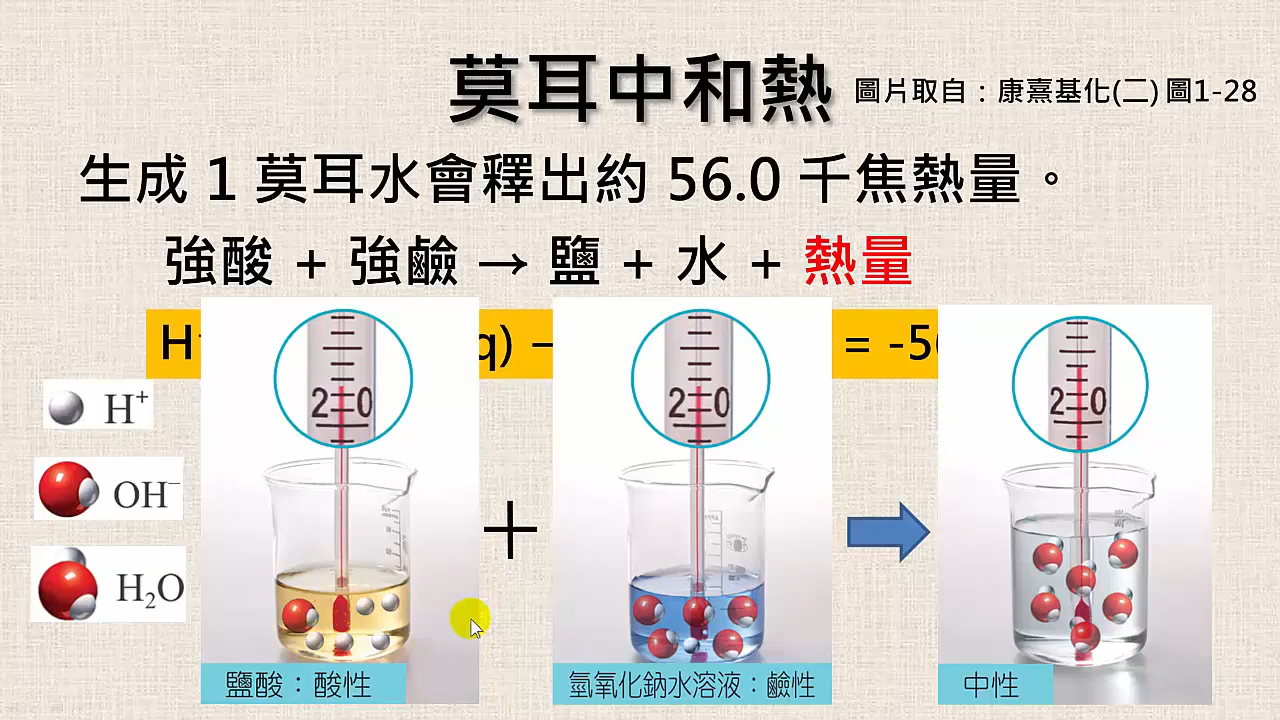 莫耳中和熱
圖片取自：康熹基化(二) 圖1-28
生成 1 莫耳水會釋出約 56.0 千焦熱量。
強酸 + 強鹼 → 鹽 + 水 + 熱量
H⁺ q) = -5
H⁺
OH⁻
H₂O
2 0
2 0
2 0
+
鹽酸：酸性
氫氧化鈉水溶液：鹼性
中性